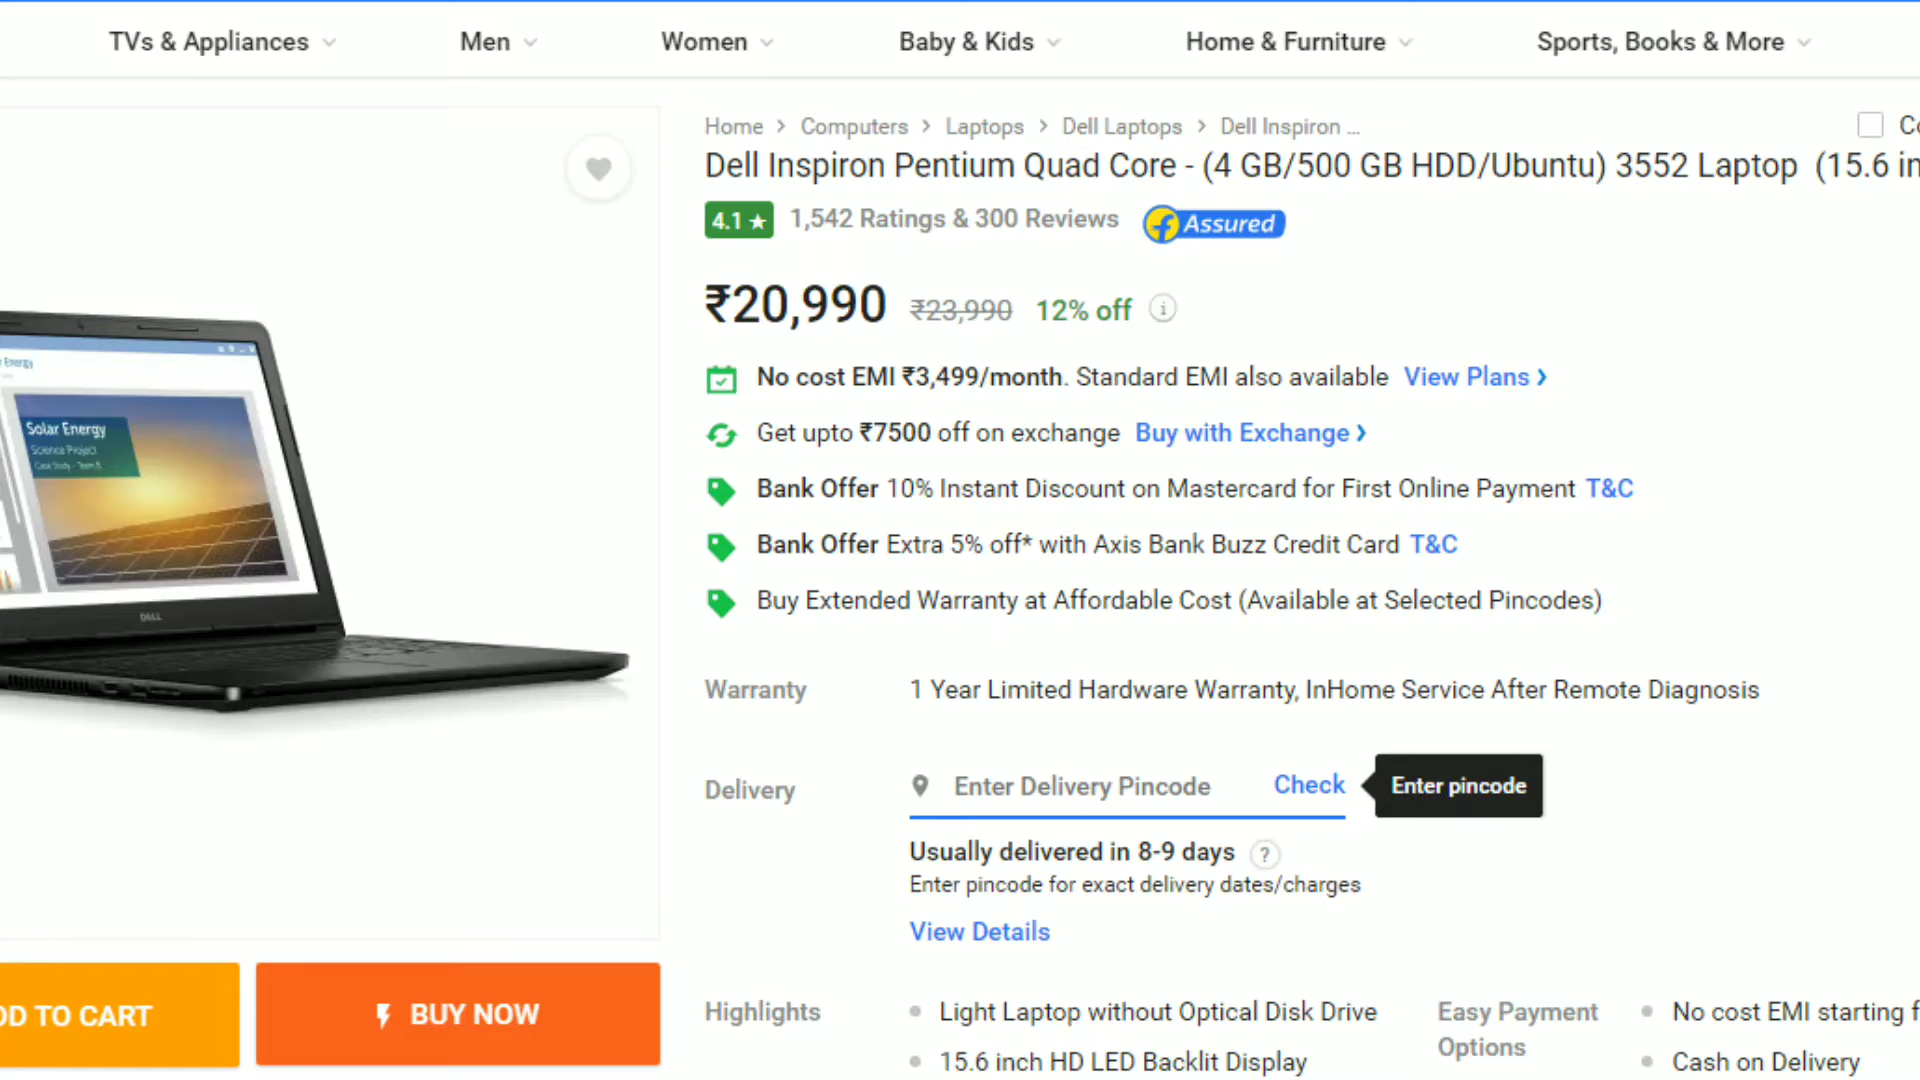 TVs & Appliances Men Women Baby & Kids Home & Furniture Sports, Books & More
Home > Computers > Laptops > Dell Laptops > Dell Inspiron ...
Dell Inspiron Pentium Quad Core - (4 GB/500 GB HDD/Ubuntu) 3552 Laptop (15.6 in
4.1 ★ 1,542 Ratings & 300 Reviews f Assured
₹20,990 ₹23,990 12% off i
No cost EMI ₹3,499/month. Standard EMI also available View Plans >
Get upto ₹7500 off on exchange Buy with Exchange >
Bank Offer 10% Instant Discount on Mastercard for First Online Payment T&C
Bank Offer Extra 5% off* with Axis Bank Buzz Credit Card T&C
Buy Extended Warranty at Affordable Cost (Available at Selected Pincodes)
Solar Energy
Science Project
DELL
Warranty 1 Year Limited Hardware Warranty, InHome Service After Remote Diagnosis
Delivery Enter Delivery Pincode Check Enter pincode
Usually delivered in 8-9 days ?
Enter pincode for exact delivery dates/charges
View Details
DD TO CART BUY NOW
Highlights
Light Laptop without Optical Disk Drive
15.6 inch HD LED Backlit Display
Easy Payment
Options
No cost EMI starting f
Cash on Delivery